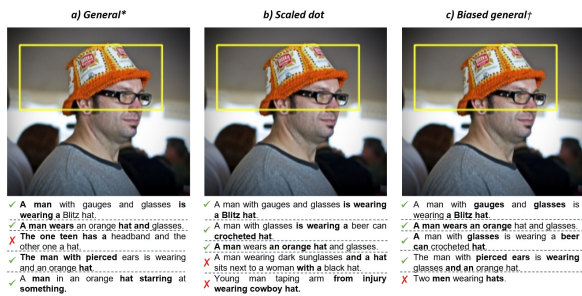 a) General*
b) Scaled dot
c) Biased general†
✓ A man with gauges and glasses is
wearing a Blitz hat.
✓ A man wears an orange hat and glasses.
✗ The one teen has a headband and the
other one a hat.
✓ The man with pierced ears is wearing
and an orange hat.
✓ A man in an orange hat starring at
something.
✓ A man with gauges and glasses is wearing
a Blitz hat.
✓ A man with glasses is wearing a beer can
crocheted hat.
✓ A man wears an orange hat and glasses.
✗ A man wearing dark sunglasses and a hat
sits next to a woman with a black hat.
✗ Young man taping arm from injury
wearing cowboy hat.
✓ A man with gauges and glasses is
wearing a Blitz hat.
✓ A man wears an orange hat and glasses.
✓ A man with glasses is wearing a beer
can crocheted hat.
✓ The man with pierced ears is wearing
glasses and an orange hat.
✗ Two men wearing hats.